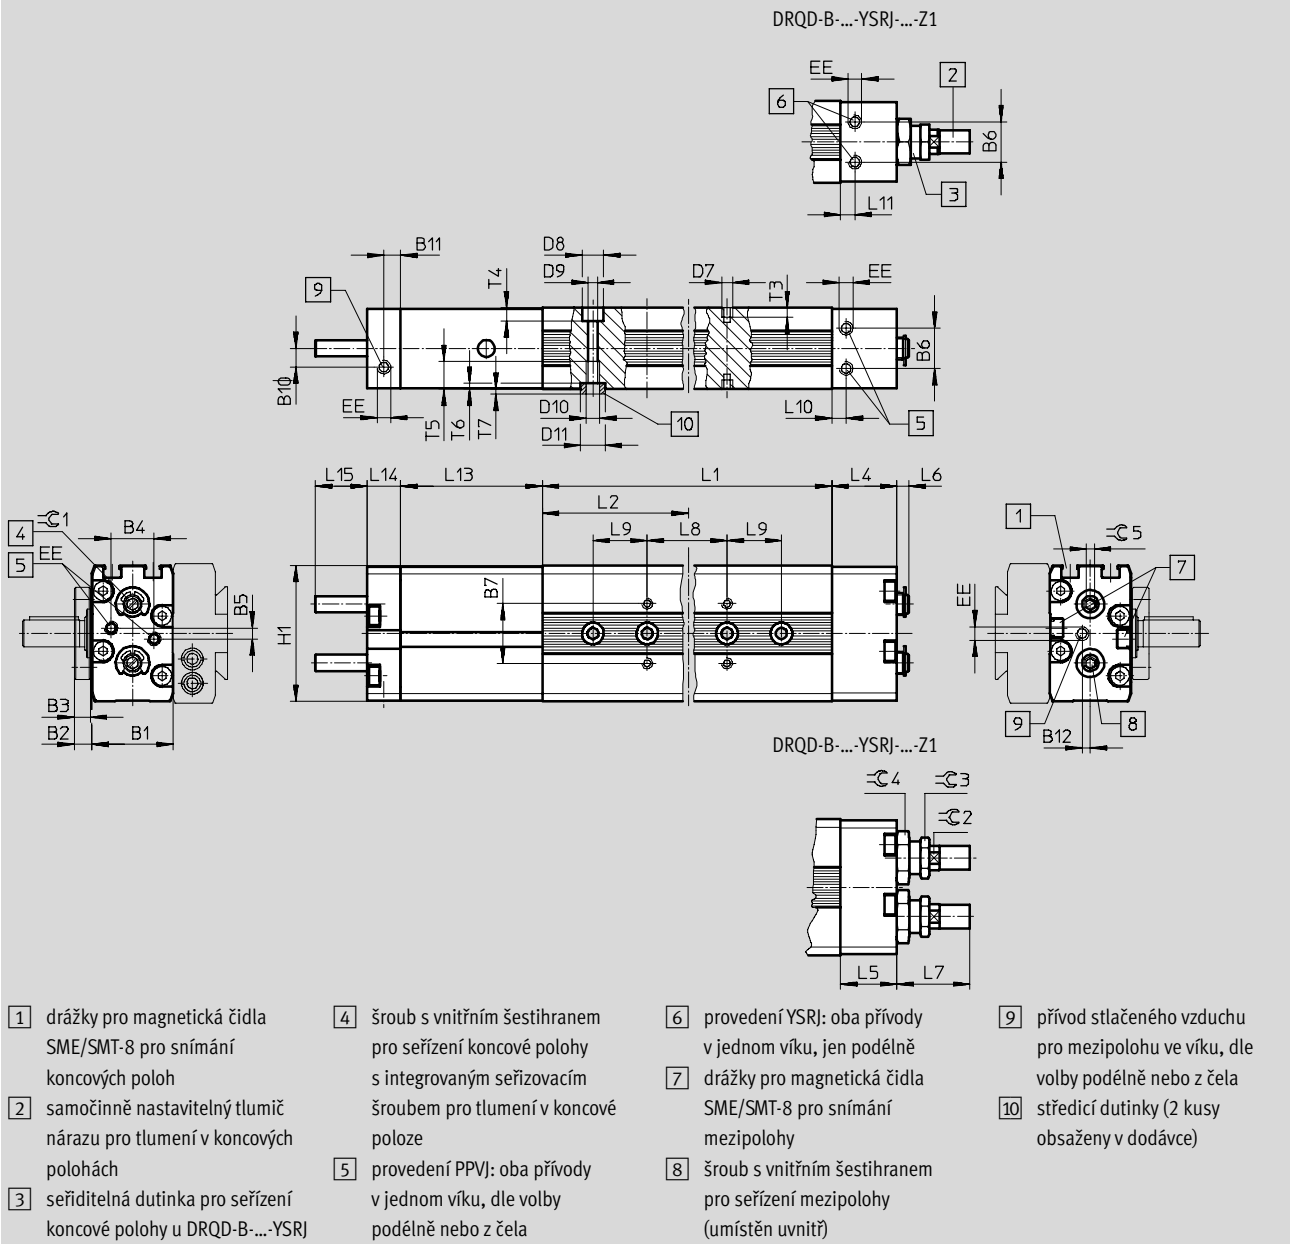 DRQD-B-...-YSRJ-...-Z1
EE
2
6
B6
L11
3
B11
D8
D9
T4
D7
T3
EE
9
B6
B10
EE
T5
T6
T7
D10
D11
10
L10
5
L15
L14
L13
L1
L4
L6
L2
L9
L8
L9
B7
H1
4
1
B4
5
EE
B5
B3
B2
B1
1
5
7
EE
9
8
B12
DRQD-B-...-YSRJ-...-Z1
4
3
2
L5
L7
1 drážky pro magnetická čidla
SME/SMT-8 pro snímání
koncových poloh
2 samočinně nastavitelný tlumič
nárazu pro tlumení v koncových
polohách
3 seřiditelná dutinka pro seřízení
koncové polohy u DRQD-B-...-YSRJ
4 šroub s vnitřním šestihranem
pro seřízení koncové polohy
s integrovaným seřizovacím
šroubem pro tlumení v koncové
poloze
5 provedení PPVJ: oba přívody
v jednom víku, dle volby
podélně nebo z čela
6 provedení YSRJ: oba přívody
v jednom víku, jen podélně
7 drážky pro magnetická čidla
SME/SMT-8 pro snímání
mezipolohy
8 šroub s vnitřním šestihranem
pro seřízení mezipolohy
(umístěn uvnitř)
9 přívod stlačeného vzduchu
pro mezipolohu ve víku, dle
volby podélně nebo z čela
10 středicí dutinky (2 kusy
obsaženy v dodávce)